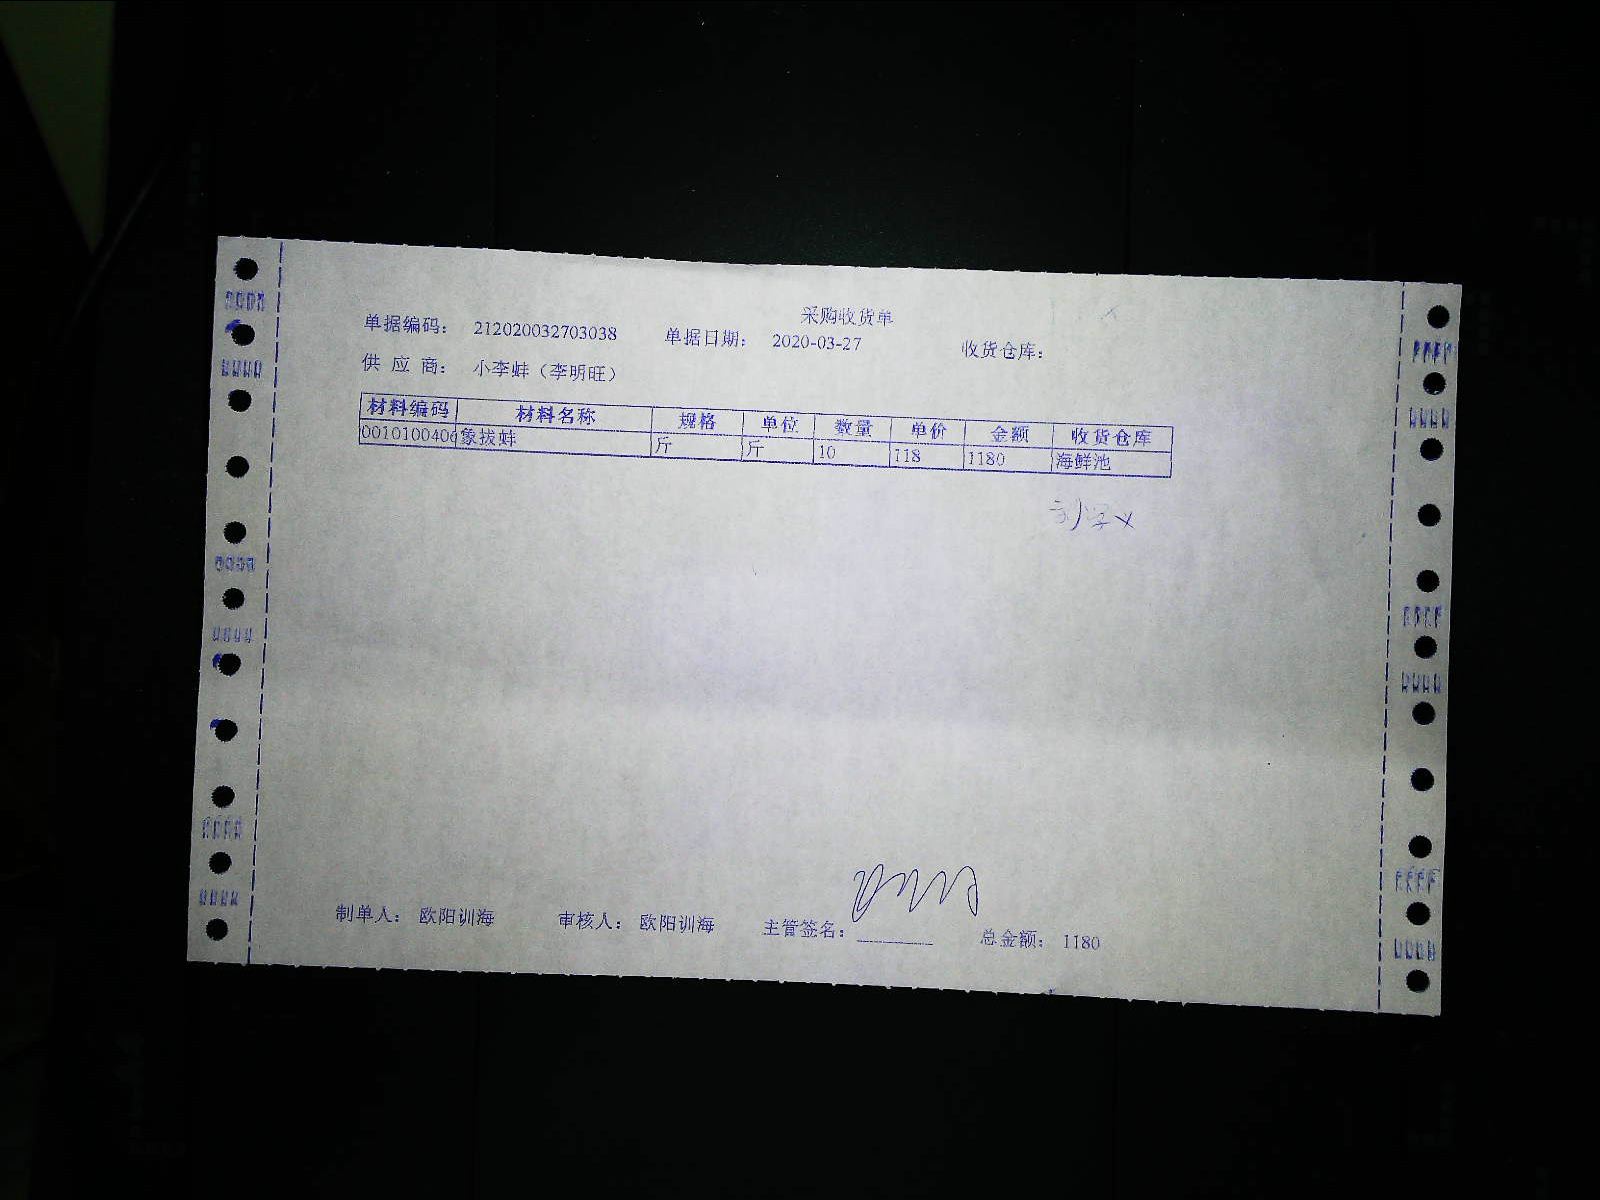 采购收货单
单据编码： 212020032703038 单据日期： 2020-03-27 收货仓库：
供 应 商： 小李蚌（李明旺）
材料编码 材料名称 规格 单位 数量 单价 金额 收货仓库
0010100406 象拔蚌 斤 斤 10 118 1180 海鲜池
刘学义
制单人： 欧阳训海 审核人： 欧阳训海 主管签名： 总金额： 1180